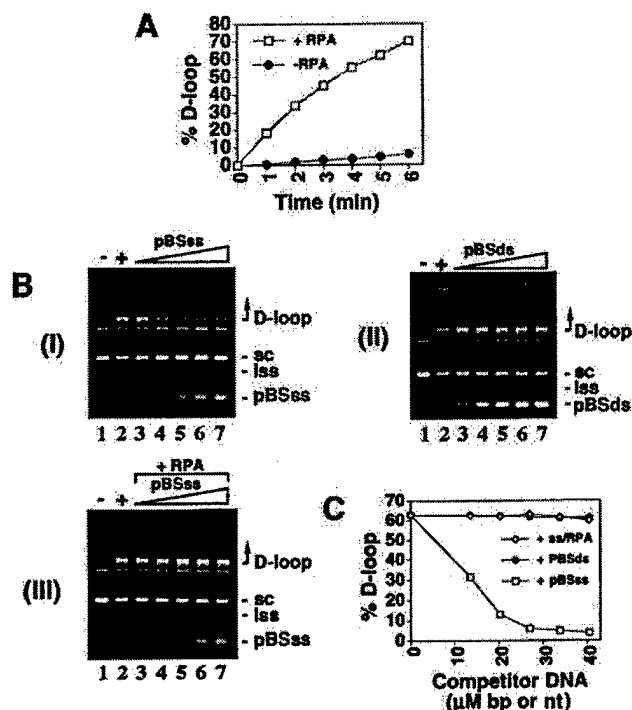 A
% D-loop
80
70
60
50
40
30
20
10
0
+ RPA
-RPA
0 1 2 3 4 5 6
Time (min)
B
(I)
- + pBSss
D-loop
sc
lss
pBSss
1 2 3 4 5 6 7
(II)
- + pBSds
D-loop
sc
lss
pBSds
1 2 3 4 5 6 7
(III)
+ RPA
- + pBSss
D-loop
sc
lss
pBSss
1 2 3 4 5 6 7
C
% D-loop
70
60
50
40
30
20
10
0
+ ss/RPA
+ PBSds
+ pBSss
0 10 20 30 40
Competitor DNA
(µM bp or nt)